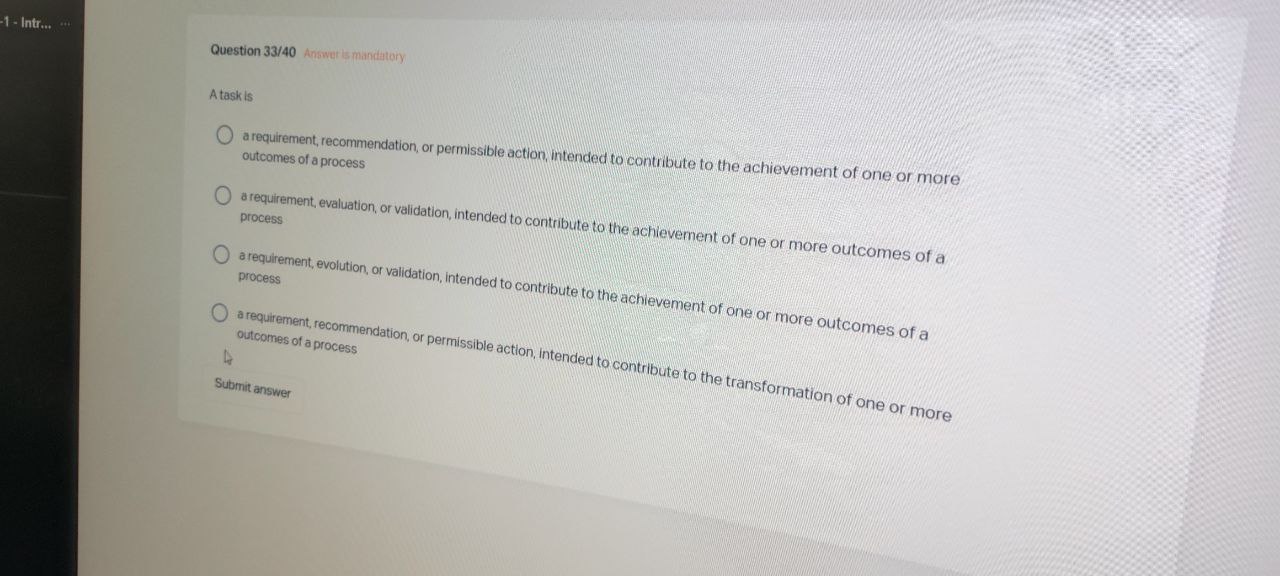 -1 - Intr... ...
Question 33/40 Answer is mandatory
A task is
a requirement, recommendation, or permissible action, intended to contribute to the achievement of one or more
outcomes of a process
a requirement, evaluation, or validation, intended to contribute to the achievement of one or more outcomes of a
process
a requirement, evolution, or validation, intended to contribute to the achievement of one or more outcomes of a
process
a requirement, recommendation, or permissible action, intended to contribute to the transformation of one or more
outcomes of a process
Submit answer